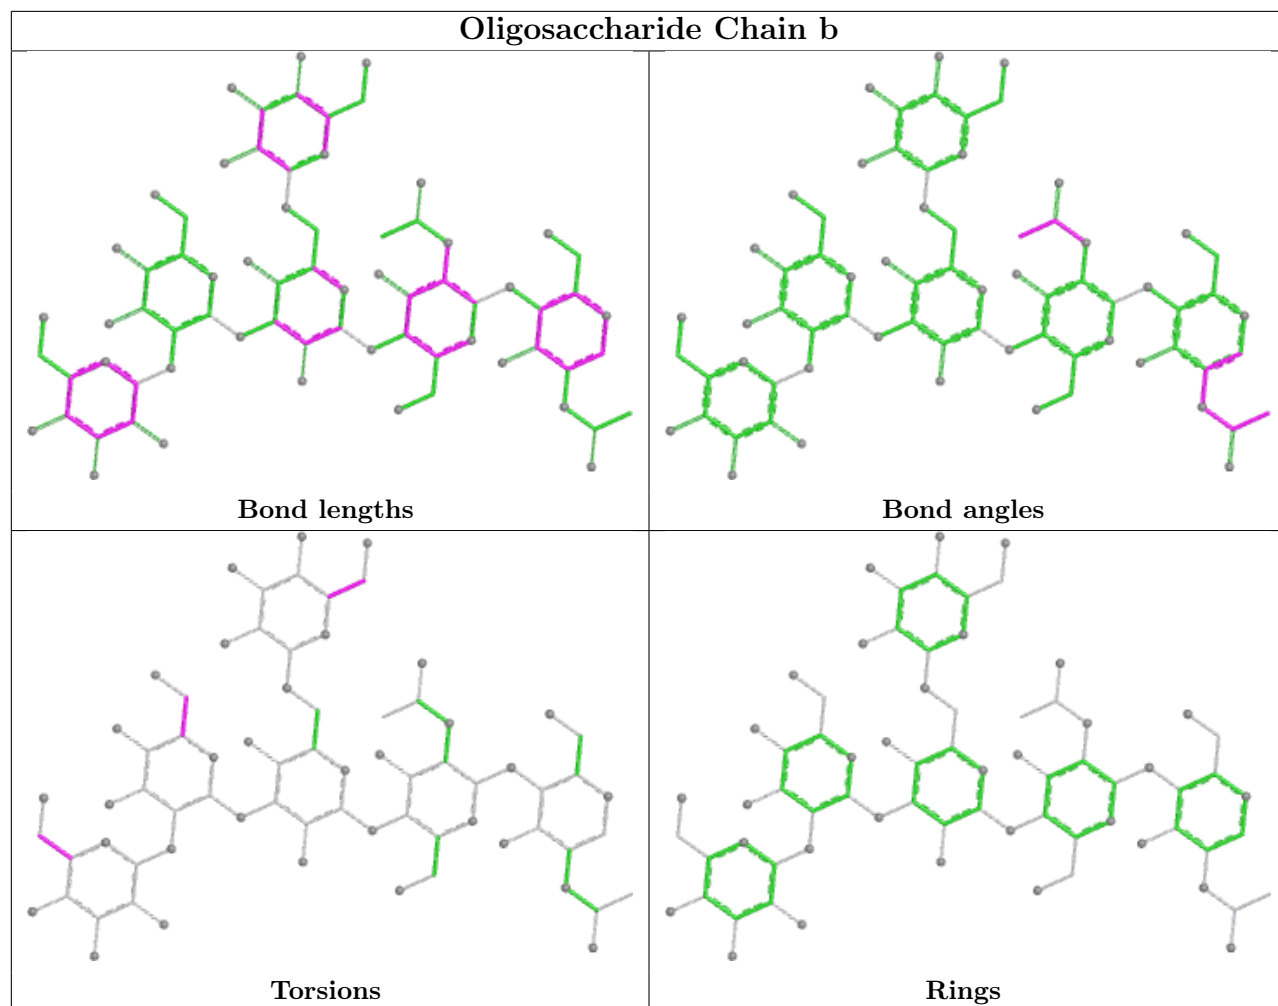 Oligosaccharide Chain b
Bond lengths
Bond angles
Torsions
Rings